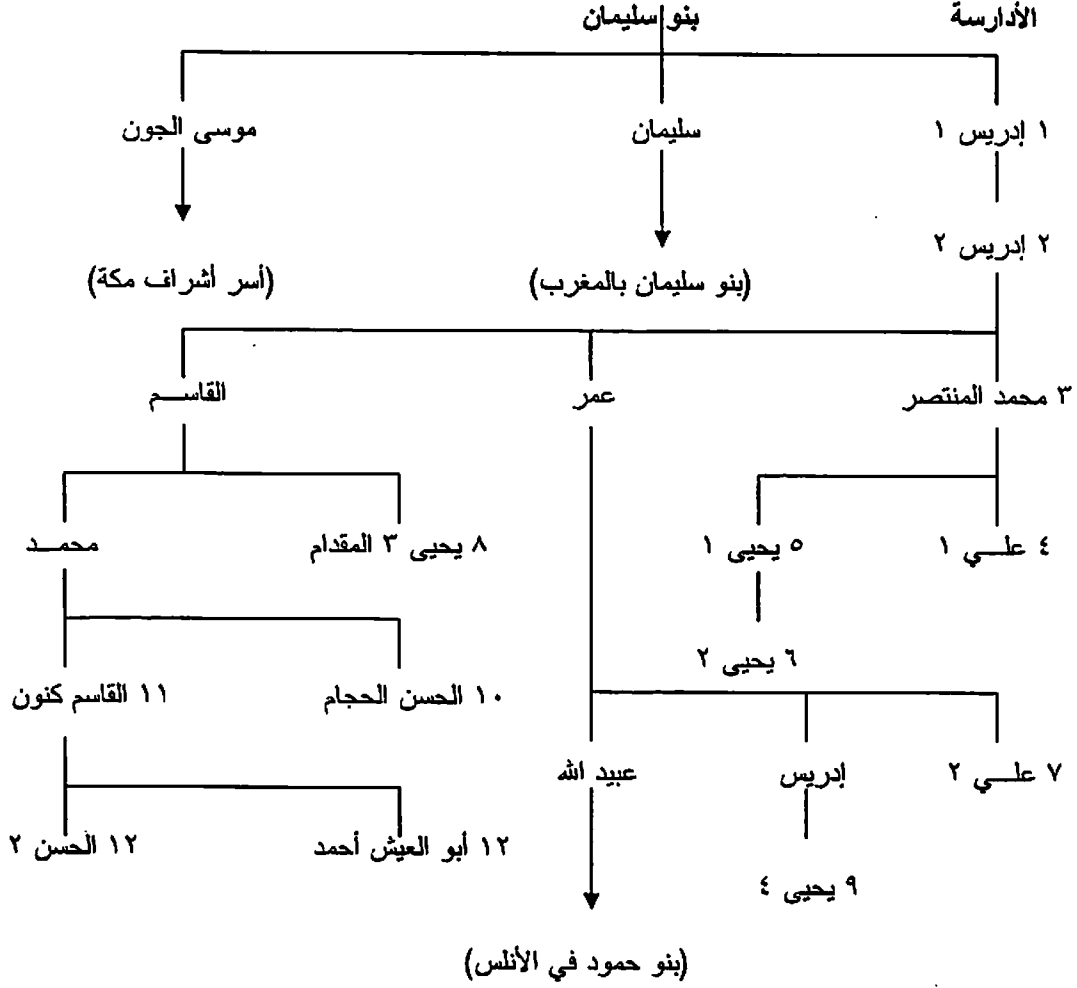 الأدارسة
بنو سليمان
١ إدريس ١
سليمان
موسى الجون
٢ إدريس ٢
(بنو سليمان بالمغرب)
(أسر أشراف مكة)
٣ محمد المنتصر
عمر
القاسم
٤ علي ١
٥ يحيى ١
٨ يحيى ٣ المقدام
محمد
٦ يحيى ٢
١٠ الحسن الحجام
١١ القاسم كنون
٧ علي ٢
إدريس
عبيد الله
١٢ أبو العيش أحمد
١٢ الحسن ٢
٩ يحيى ٤
(بنو حمود في الأنلس)